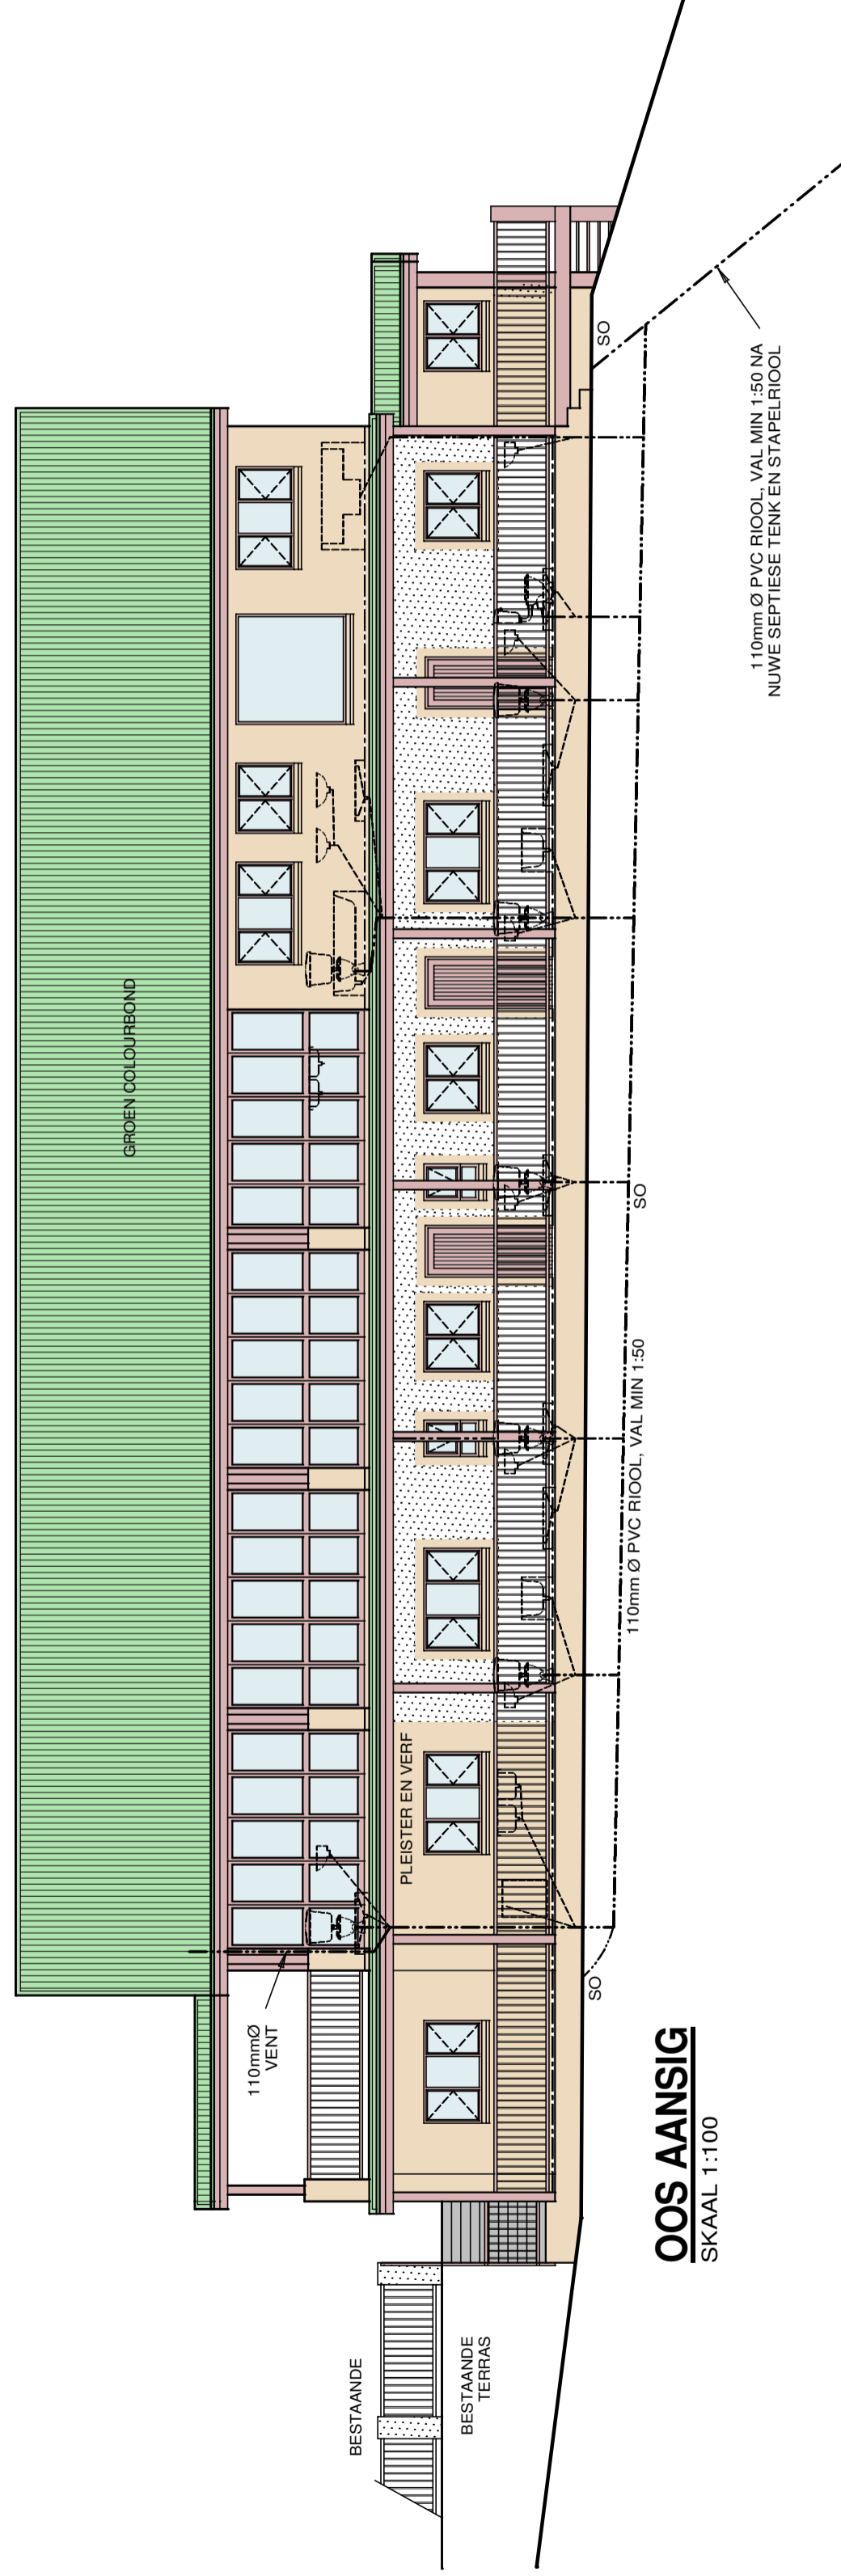 GROEN COLOURBOND
110mmØ
VENT
PLEISTER EN VERF
BESTAANDE
BESTAANDE
TERRAS
SO
110mm Ø PVC RIOOL, VAL MIN 1:50
SO
SO
110mm Ø PVC RIOOL, VAL MIN 1:50 NA
NUWE SEPTIESE TENK EN STAPELRIOOL
OOS AANSIG
SKAAL 1:100